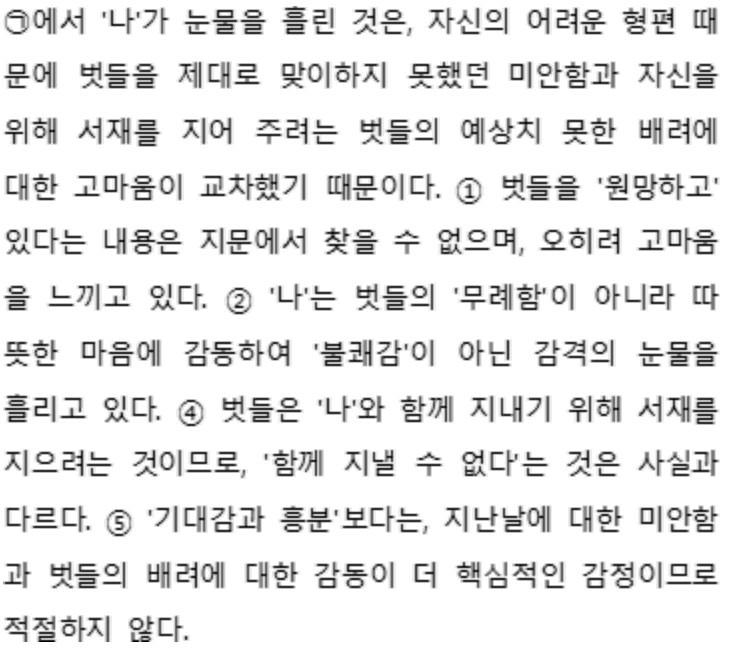 ㉠에서 '나'가 눈물을 흘린 것은, 자신의 어려운 형편 때
문에 벗들을 제대로 맞이하지 못했던 미안함과 자신을
위해 서재를 지어 주려는 벗들의 예상치 못한 배려에
대한 고마움이 교차했기 때문이다. ① 벗들을 '원망하고'
있다는 내용은 지문에서 찾을 수 없으며, 오히려 고마움
을 느끼고 있다. ② '나'는 벗들의 '무례함'이 아니라 따
뜻한 마음에 감동하여 '불쾌감'이 아닌 감격의 눈물을
흘리고 있다. ④ 벗들은 '나'와 함께 지내기 위해 서재를
지으려는 것이므로, '함께 지낼 수 없다'는 것은 사실과
다르다. ⑤ '기대감과 흥분'보다는, 지난날에 대한 미안함
과 벗들의 배려에 대한 감동이 더 핵심적인 감정이므로
적절하지 않다.